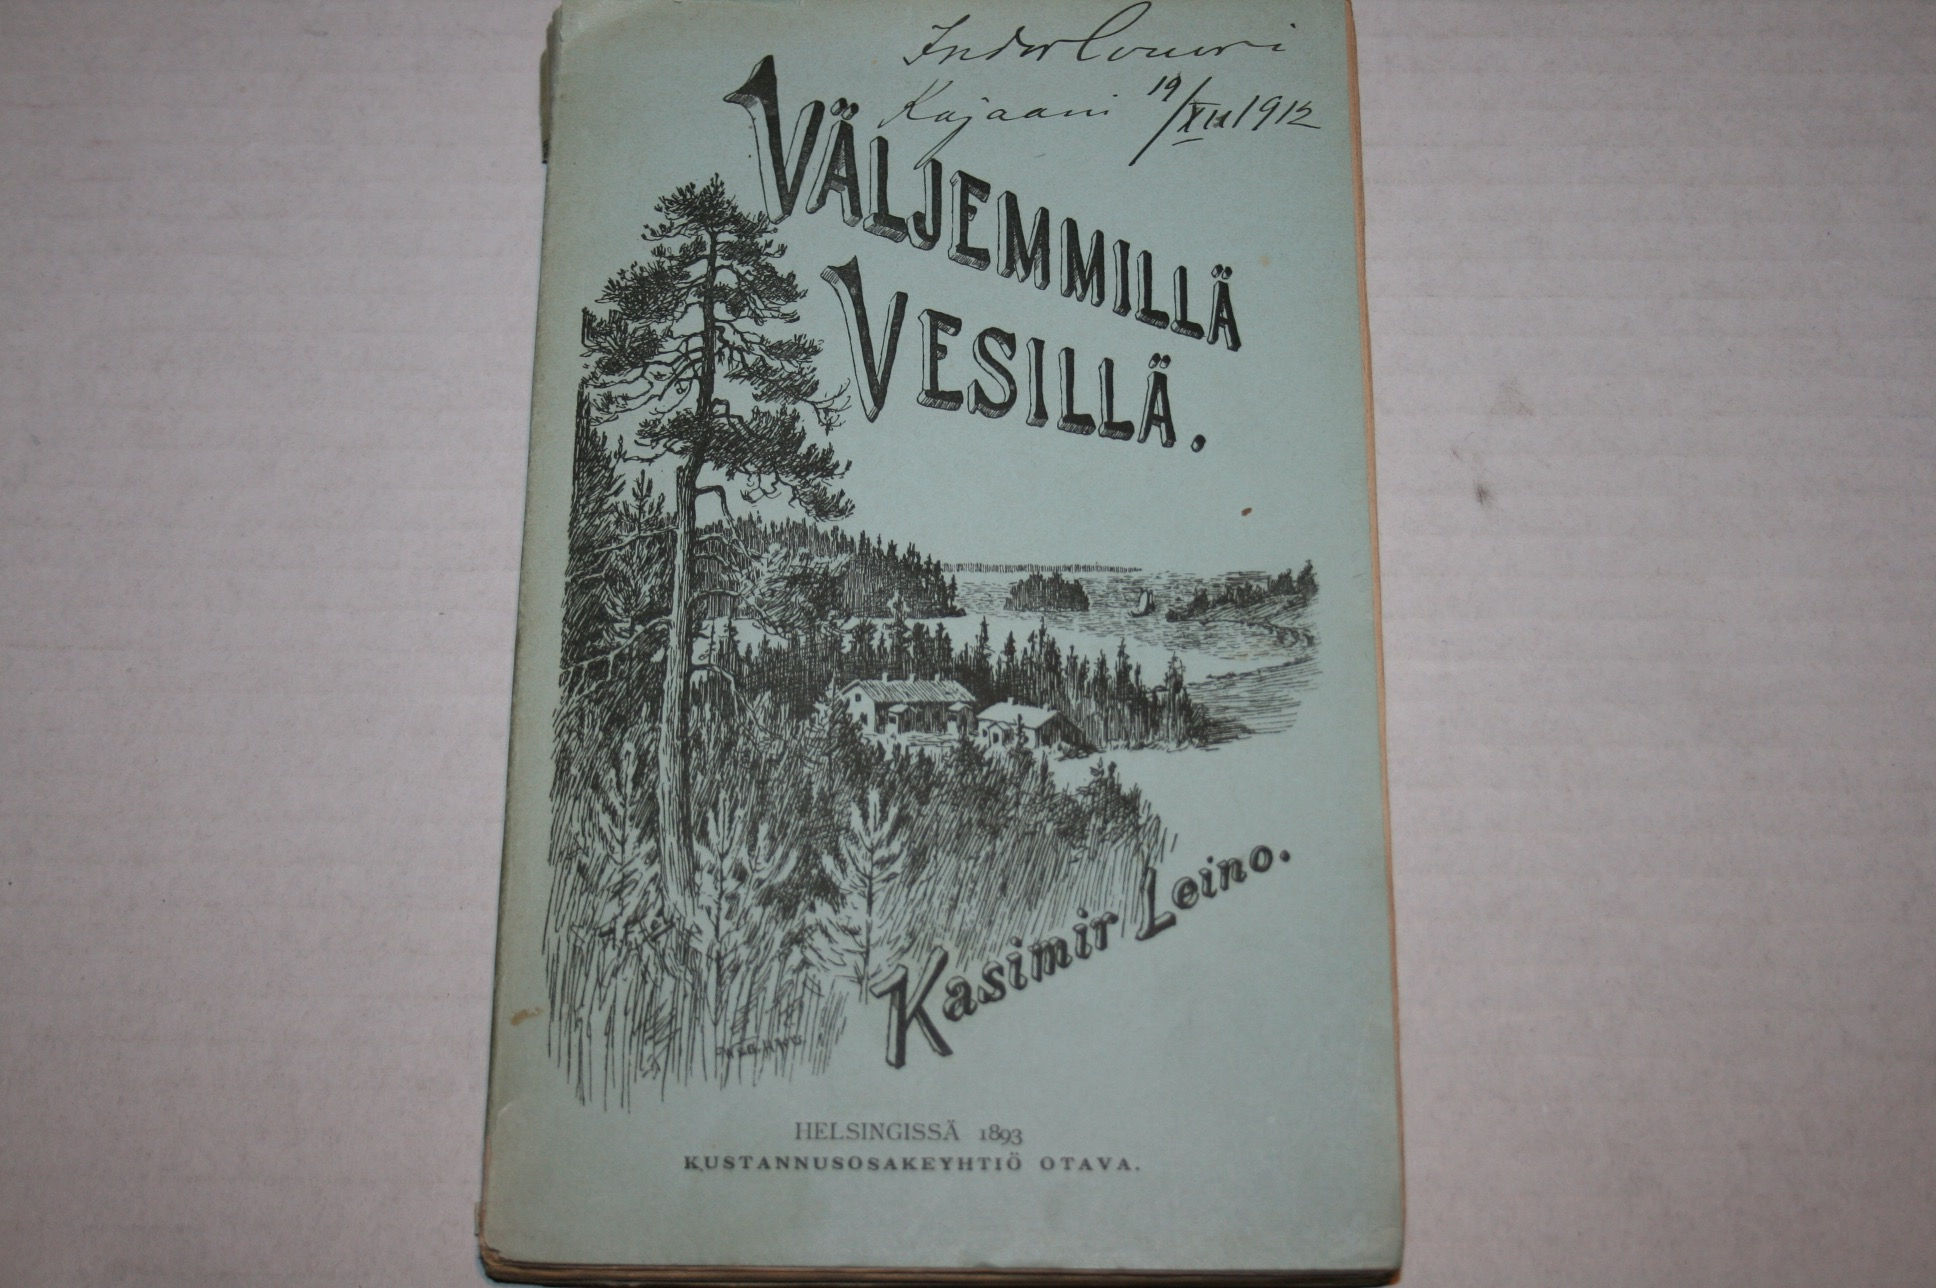 Kajaani 19/XII 1912
VÄLJEMMILLÄ
VESILLÄ.
Kasimir Leino.
HELSINGISSÄ 1893
KUSTANNUSOSAKEYHTIÖ OTAVA.